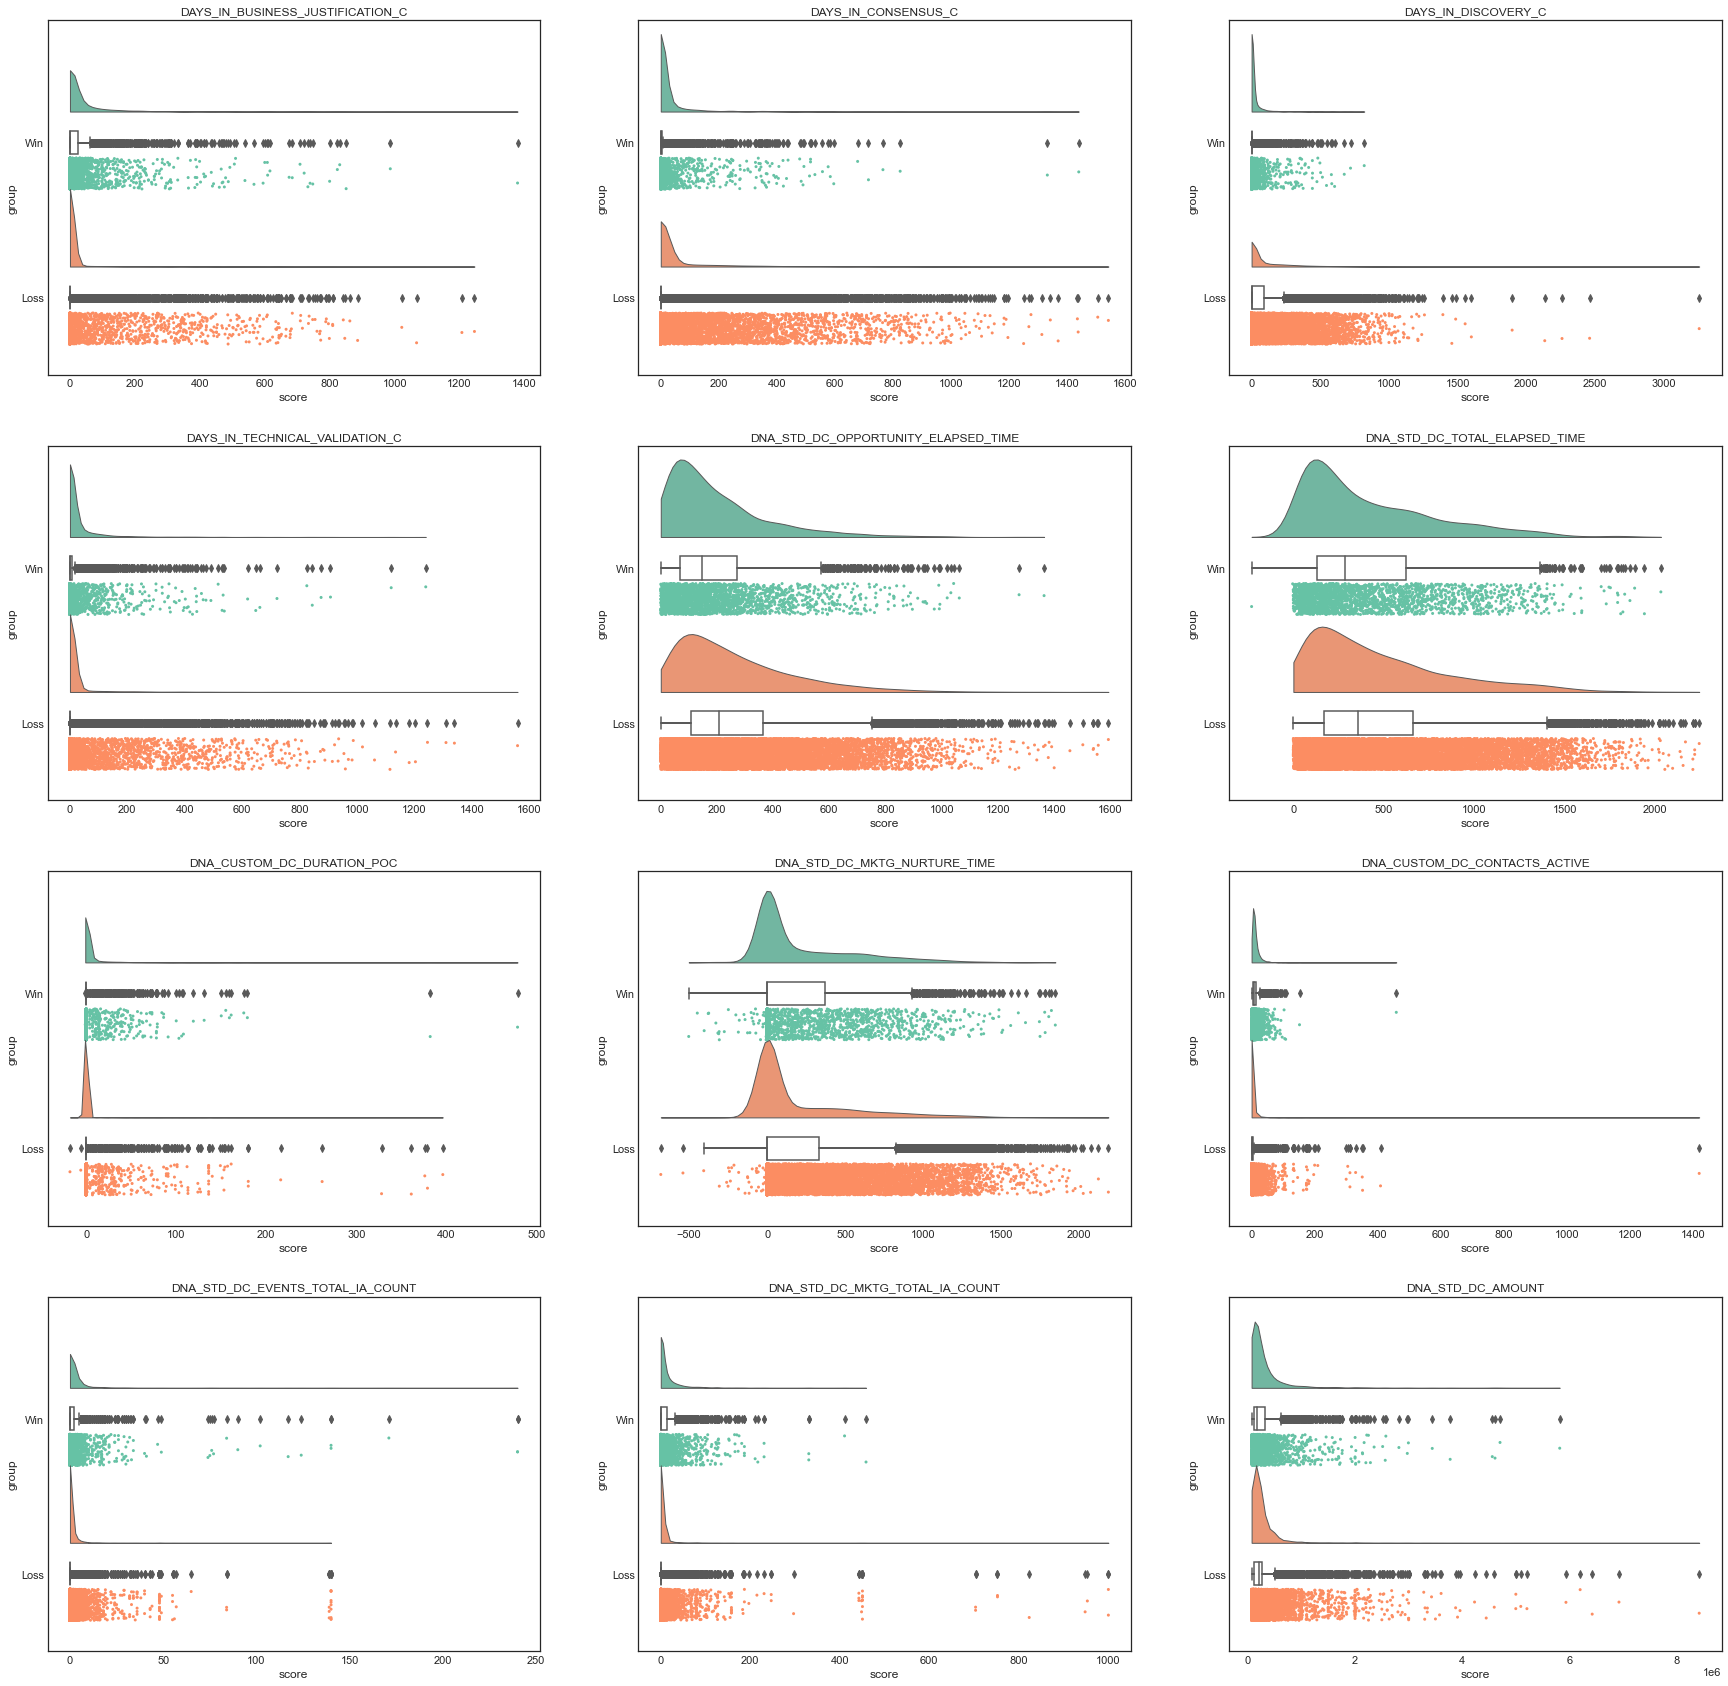 DAYS_IN_BUSINESS_JUSTIFICATION_C
Win
Loss
group
0 200 400 600 800 1000 1200 1400
score
DAYS_IN_CONSENSUS_C
Win
Loss
group
0 200 400 600 800 1000 1200 1400 1600
score
DAYS_IN_DISCOVERY_C
Win
Loss
group
0 500 1000 1500 2000 2500 3000
score
DAYS_IN_TECHNICAL_VALIDATION_C
Win
Loss
group
0 200 400 600 800 1000 1200 1400 1600
score
DNA_STD_DC_OPPORTUNITY_ELAPSED_TIME
Win
Loss
group
0 200 400 600 800 1000 1200 1400 1600
score
DNA_STD_DC_TOTAL_ELAPSED_TIME
Win
Loss
group
0 500 1000 1500 2000
score
DNA_CUSTOM_DC_DURATION_POC
Win
Loss
group
0 100 200 300 400 500
score
DNA_STD_DC_MKTG_NURTURE_TIME
Win
Loss
group
−500 0 500 1000 1500 2000
score
DNA_CUSTOM_DC_CONTACTS_ACTIVE
Win
Loss
group
0 200 400 600 800 1000 1200 1400
score
DNA_STD_DC_EVENTS_TOTAL_IA_COUNT
Win
Loss
group
0 50 100 150 200 250
score
DNA_STD_DC_MKTG_TOTAL_IA_COUNT
Win
Loss
group
0 200 400 600 800 1000
score
DNA_STD_DC_AMOUNT
Win
Loss
group
0 2 4 6 8
score
1e6